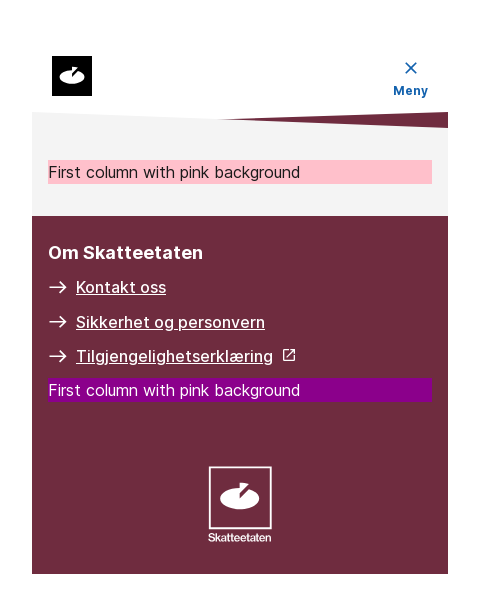 Meny
First column with pink background
Om Skatteetaten
Kontakt oss
Sikkerhet og personvern
Tilgjengelighetserklæring
First column with pink background
Skatteetaten